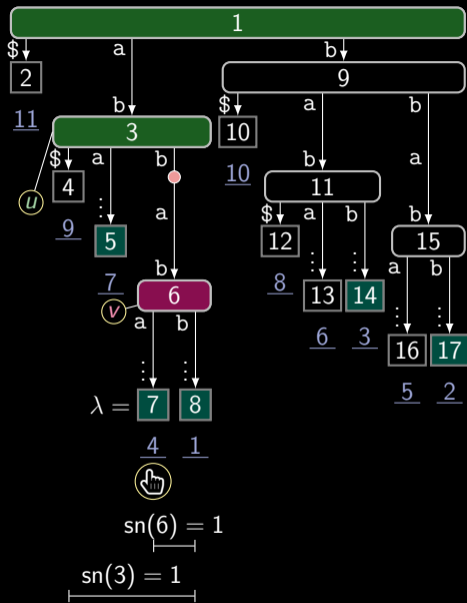 1
$ a b
2 9
11 b $ a b
3 10
$ a b b a
u 4 10 11
9 ⋮ a $ a b b
5 12 ⋮ ⋮ 15
7 b 8 13 14 a b
v 6 6 3 ⋮ ⋮
a b 16 17
⋮ ⋮ 5 2
λ = 7 8
4 1
sn(6) = 1
sn(3) = 1